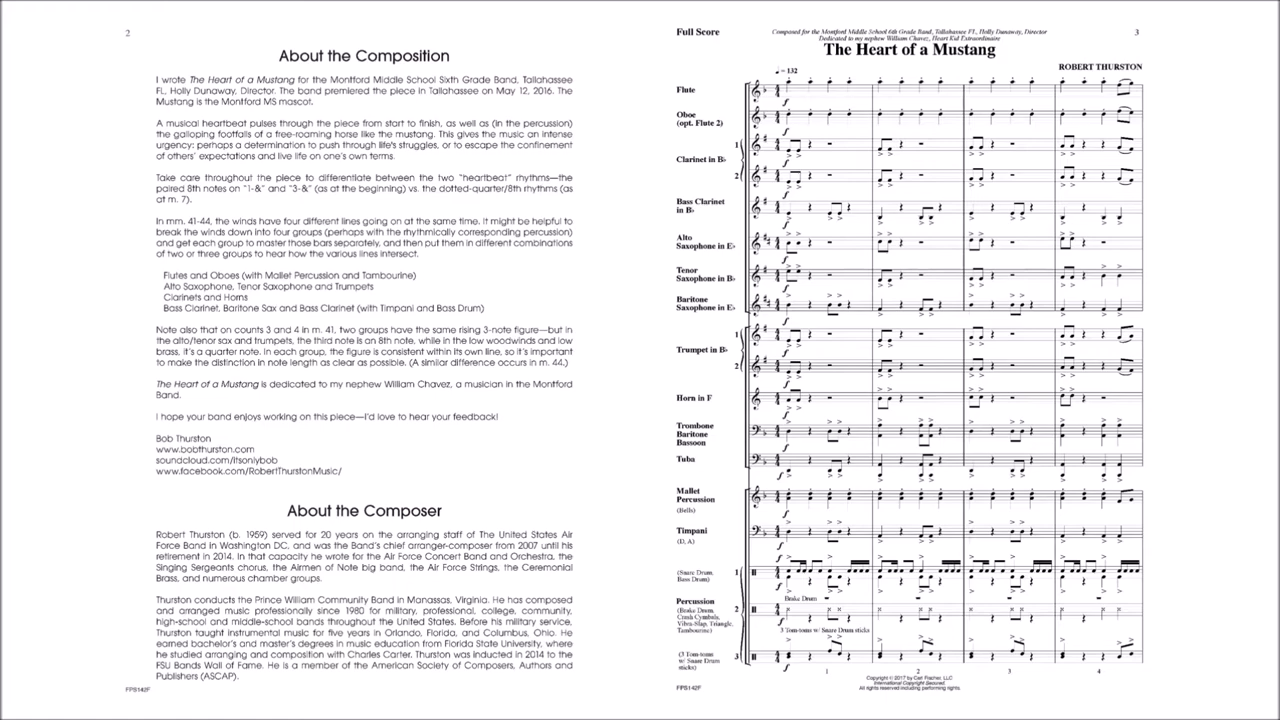 2
About the Composition
I wrote The Heart of a Mustang for the Montford Middle School Sixth Grade Band, Tallahassee
FL, Holly Dunaway, Director. The band premiered the piece in Tallahassee on May 12, 2016. The
Mustang is the Montford MS mascot.
A musical heartbeat pulses through the piece from start to finish, as well as (in the percussion)
the galloping footfalls of a free-roaming horse like the mustang. This gives the music an intense
urgency: perhaps a determination to push through life's struggles, or to escape the confinement
of others' expectations and live life on one's own terms.
Take care throughout the piece to differentiate between the two "heartbeat" rhythms—the
paired 8th notes on "1-&" and "3-&" (as at the beginning) vs. the dotted-quarter/8th rhythms (as
at m. 7).
In mm. 41-44, the winds have four different lines going on at the same time. It might be helpful to
break the winds down into four groups (perhaps with the rhythmically corresponding percussion)
and get each group to master those bars separately, and then put them in different combinations
of two or three groups to hear how the various lines intersect.
Flutes and Oboes (with Mallet Percussion and Tambourine)
Alto Saxophone, Tenor Saxophone and Trumpets
Clarinets and Horns
Bass Clarinet, Baritone Sax and Bass Clarinet (with Timpani and Bass Drum)
Note also that on counts 3 and 4 in m. 41, two groups have the same rising 3-note figure—but in
the alto/tenor sax and trumpets, the third note is an 8th note, while in the low woodwinds and low
brass, it's a quarter note. In each group, the figure is consistent within its own line, so it's important
to make the distinction in note length as clear as possible. (A similar difference occurs in m. 44.)
The Heart of a Mustang is dedicated to my nephew William Chavez, a musician in the Montford
Band.
I hope your band enjoys working on this piece—I'd love to hear your feedback!
Bob Thurston
www.bobthurston.com
soundcloud.com/itsonlybob
www.facebook.com/RobertThurstonMusic/
About the Composer
Robert Thurston (b. 1959) served for 20 years on the arranging staff of The United States Air
Force Band in Washington DC, and was the Band's chief arranger-composer from 2007 until his
retirement in 2014. In that capacity he wrote for the Air Force Concert Band and Orchestra, the
Singing Sergeants chorus, the Airmen of Note big band, the Air Force Strings, the Ceremonial
Brass, and numerous chamber groups.
Thurston conducts the Prince William Community Band in Manassas, Virginia. He has composed
and arranged music professionally since 1980 for military, professional, college, community,
high-school and middle-school bands throughout the United States. Before his military service,
Thurston taught instrumental music for five years in Orlando, Florida, and Columbus, Ohio. He
earned bachelor's and master's degrees in music education from Florida State University, where
he studied arranging and composition with Charles Carter. Thurston was inducted in 2014 to the
FSU Bands Wall of Fame. He is a member of the American Society of Composers, Authors and
Publishers (ASCAP).
FPS142F
Full Score
Composed for the Montford Middle School 6th Grade Band, Tallahassee FL, Holly Dunaway, Director
3
Dedicated to my nephew William Chavez, Heart Kid Extraordinaire
The Heart of a Mustang
ROBERT THURSTON
♩ = 132
Flute
Oboe
(opt. Flute 2)
Clarinet in B♭
1
2
Bass Clarinet
in B♭
Alto
Saxophone in E♭
Tenor
Saxophone in B♭
Baritone
Saxophone in E♭
Trumpet in B♭
1
2
Horn in F
Trombone
Baritone
Bassoon
Tuba
Mallet
Percussion
(Bells)
Timpani
(D, A)
(Snare Drum,
Bass Drum)
1
Brake Drum
Percussion
2
(Brake Drum,
Crash Cymbals,
Vibra-Slap, Triangle,
Tambourine)
3 Tom-toms w/ Snare Drum sticks
(3 Tom-toms
w/ Snare Drum
sticks)
3
1 2 3 4
FPS142F
Copyright © 2017 by Carl Fischer, LLC
International Copyright Secured.
All rights reserved including performing rights.